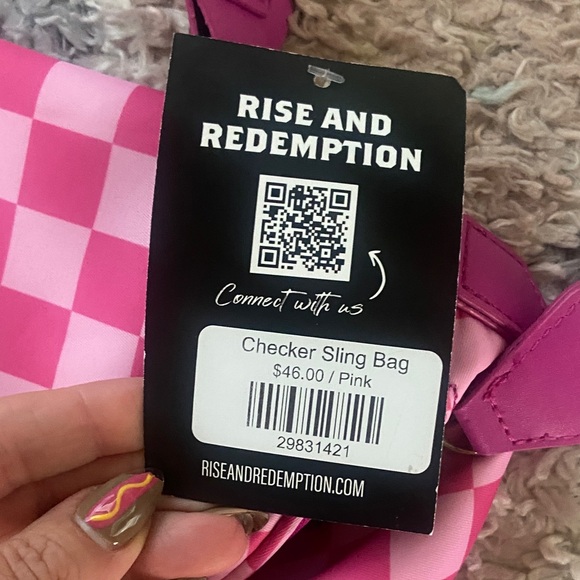 RISE AND
REDEMPTION
Connect with us
Checker Sling Bag
$46.00 / Pink
29831421
RISEANDREDEMPTION.COM